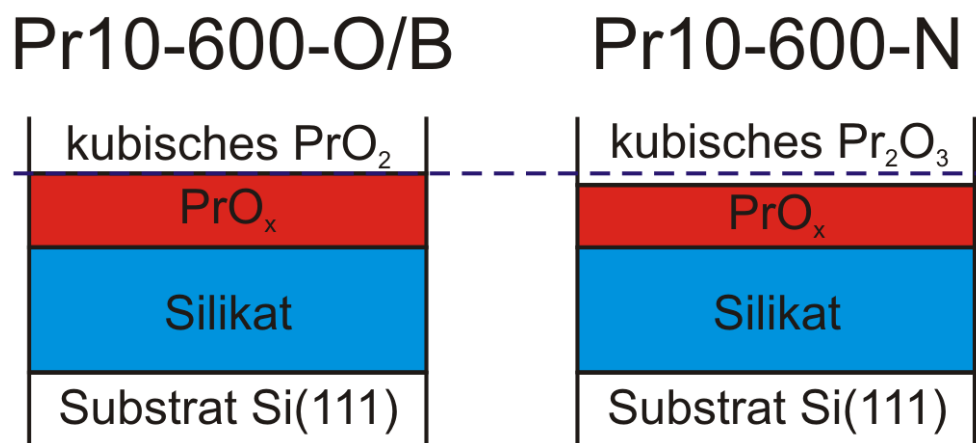 Pr10-600-O/B
kubisches PrO₂
PrOₓ
Silikat
Substrat Si(111)
Pr10-600-N
kubisches Pr₂O₃
PrOₓ
Silikat
Substrat Si(111)